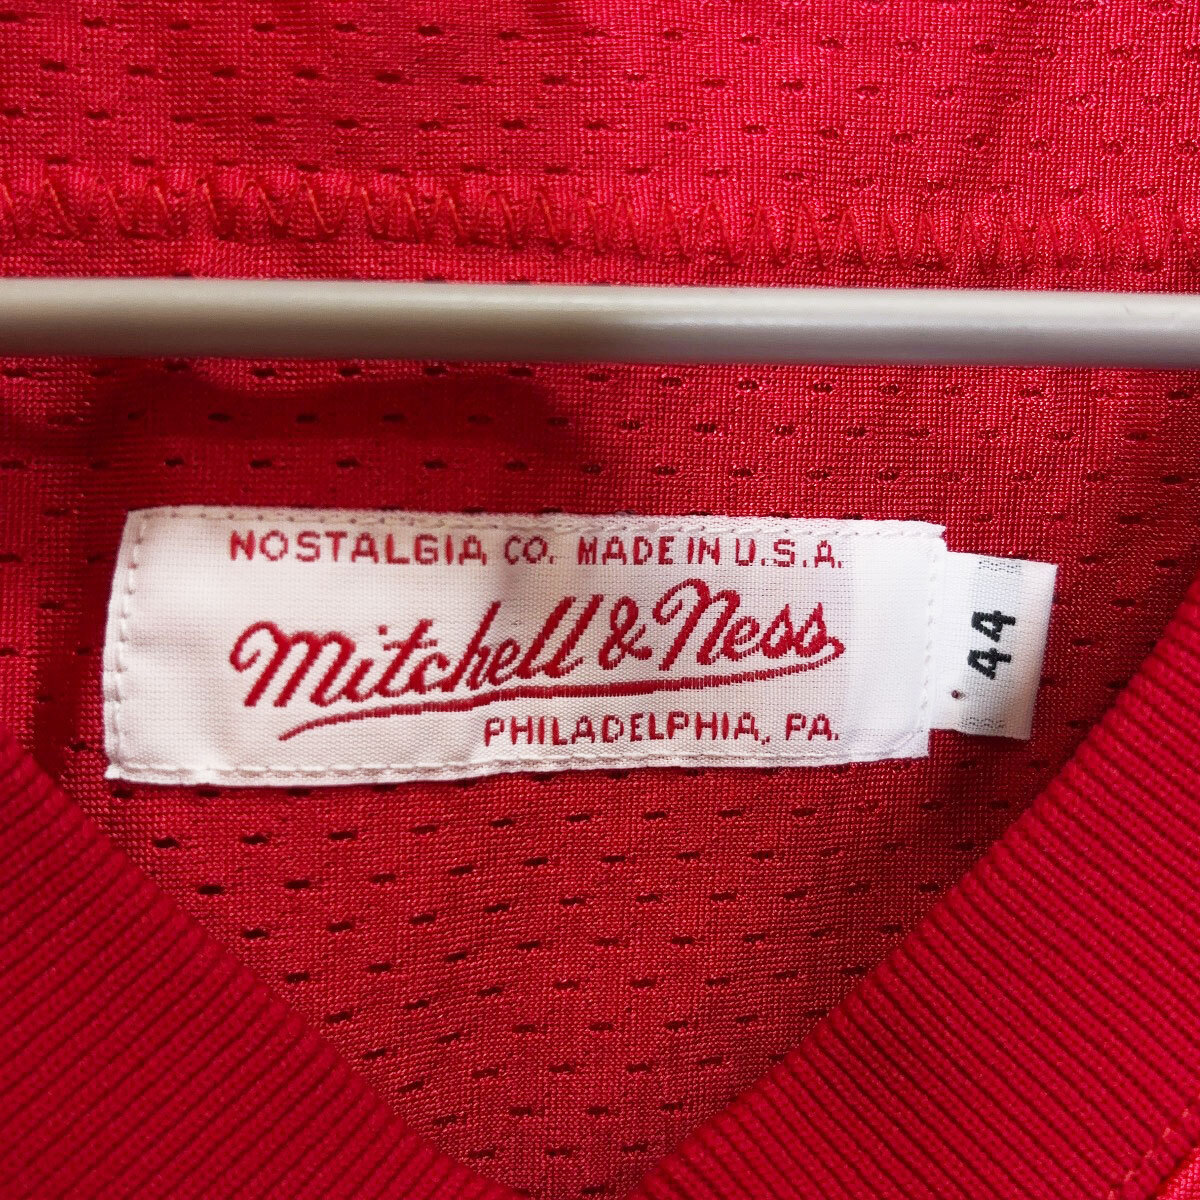 NOSTALGIA CO. MADE IN U.S.A.
Mitchell & Ness
PHILADELPHIA, PA.
44